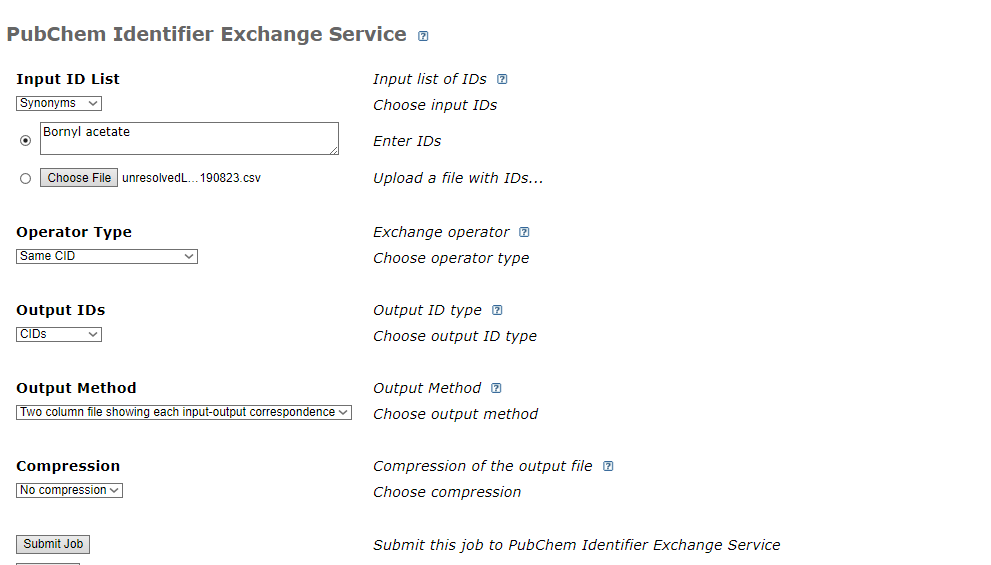 PubChem Identifier Exchange Service ?
Input ID List
Input list of IDs ?
Synonyms
Choose input IDs
Bornyl acetate
Enter IDs
Choose File unresolvedL...190823.csv
Upload a file with IDs...
Operator Type
Exchange operator ?
Same CID
Choose operator type
Output IDs
Output ID type ?
CIDs
Choose output ID type
Output Method
Output Method ?
Two column file showing each input-output correspondence
Choose output method
Compression
Compression of the output file ?
No compression
Choose compression
Submit Job
Submit this job to PubChem Identifier Exchange Service